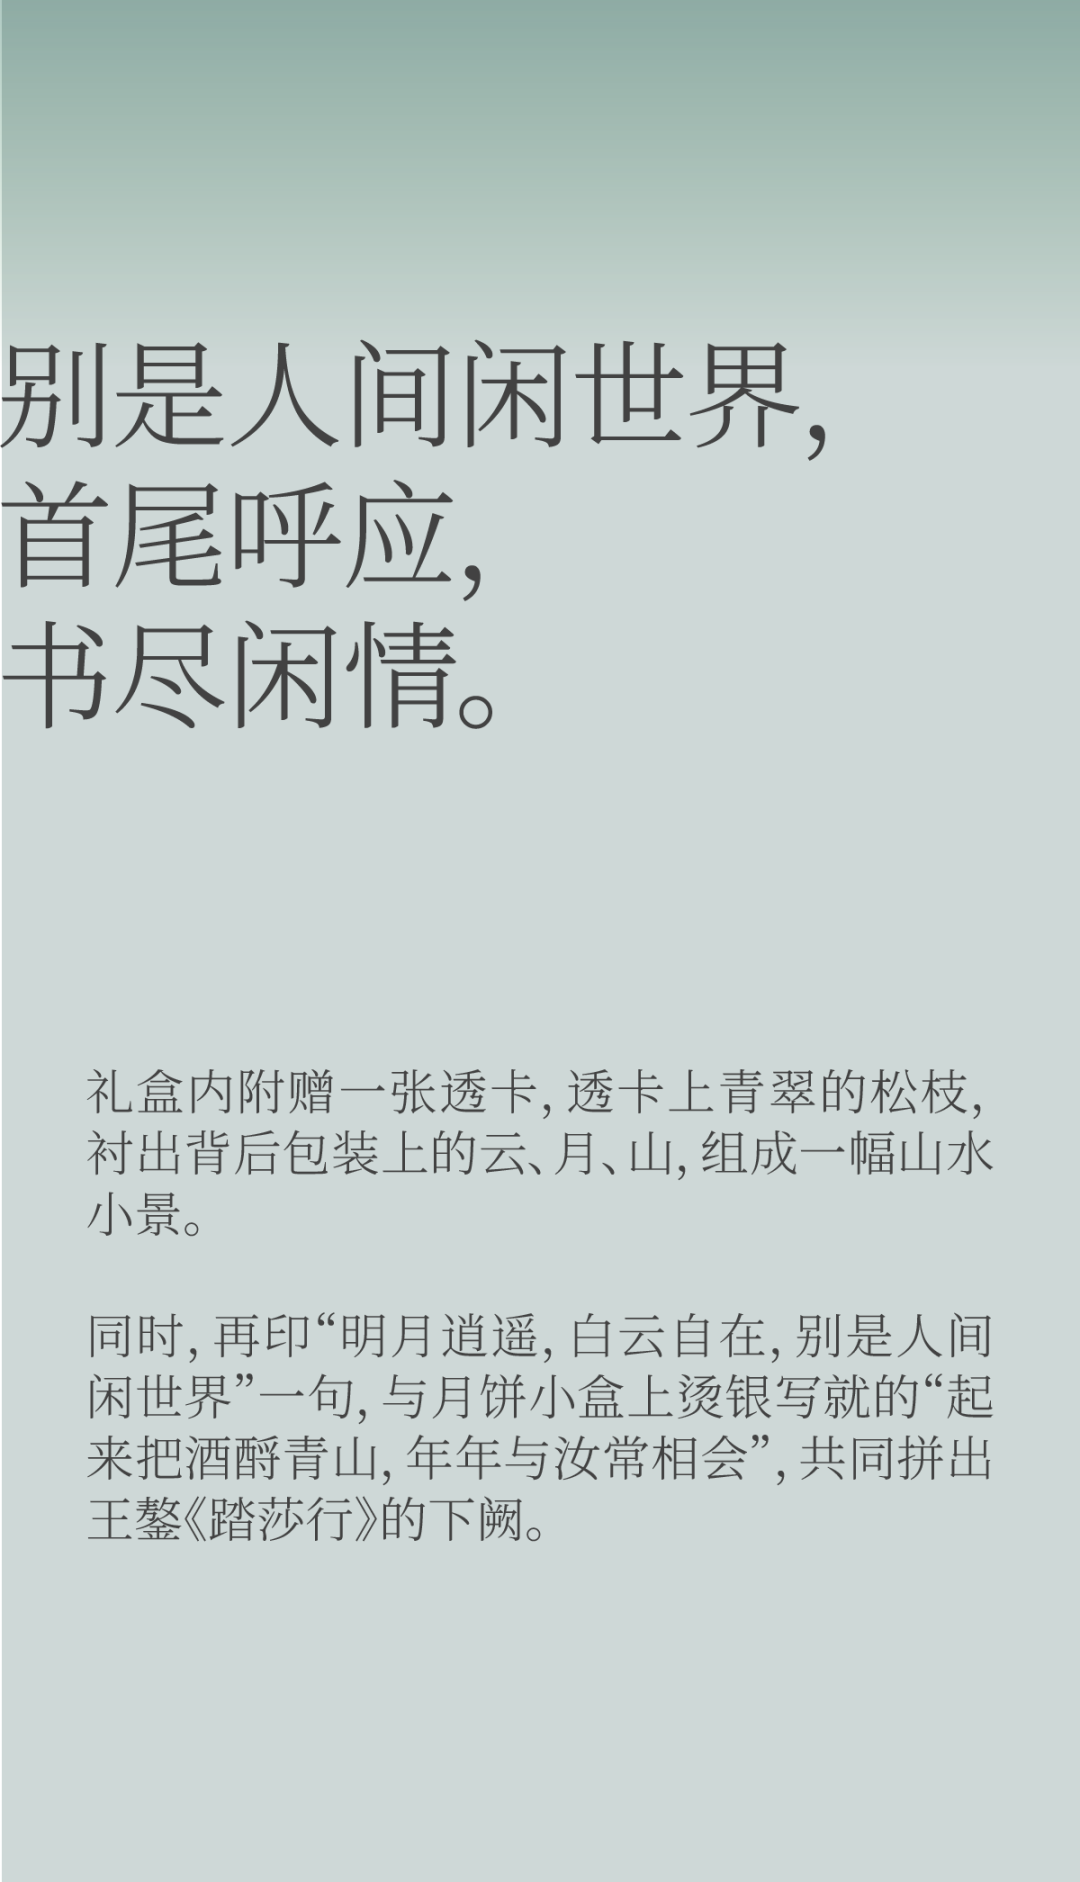 别是人间闲世界，
首尾呼应，
书尽闲情。
礼盒内附赠一张透卡，透卡上青翠的松枝，
衬出背后包装上的云、月、山，组成一幅山水
小景。
同时，再印“明月逍遥，白云自在，别是人间
闲世界”一句，与月饼小盒上烫银写就的“起
来把酒酹青山，年年与汝常相会”，共同拼出
王鏊《踏莎行》的下阙。